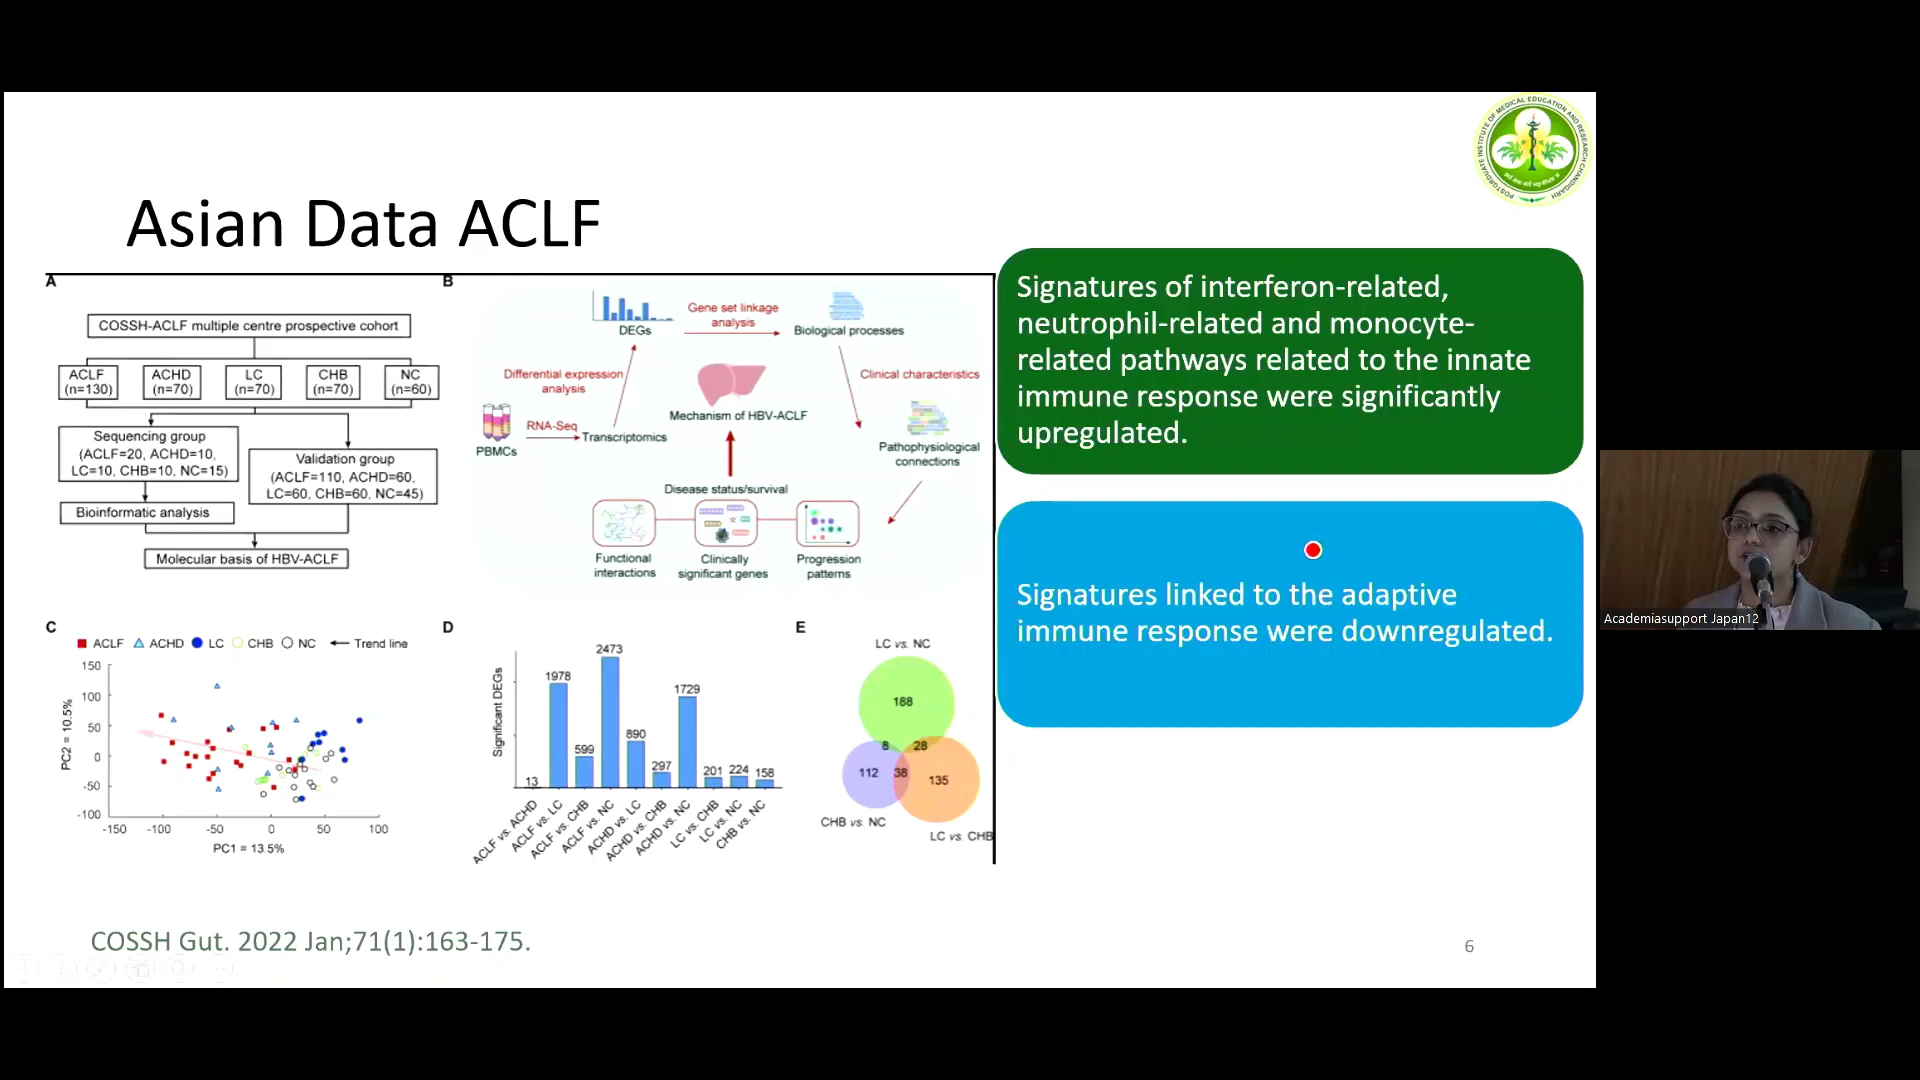 POSTGRADUATE INSTITUTE OF MEDICAL EDUCATION AND RESEARCH CHANDIGARH
Asian Data ACLF
A
COSSH-ACLF multiple centre prospective cohort
ACLF
(n=130)
ACHD
(n=70)
LC
(n=70)
CHB
(n=70)
NC
(n=60)
Sequencing group
(ACLF=20, ACHD=10,
LC=10, CHB=10, NC=15)
Validation group
(ACLF=110, ACHD=60,
LC=60, CHB=60, NC=45)
Bioinformatic analysis
Molecular basis of HBV-ACLF
B
DEGs
Gene set linkage
analysis
Biological processes
Differential expression
analysis
Clinical characteristics
Mechanism of HBV-ACLF
RNA-Seq
Transcriptomics
PBMCs
Pathophysiological
connections
Disease status/survival
Functional
interactions
Clinically
significant genes
Progression
patterns
C
ACLF ACHD LC CHB NC Trend line
150
100
50
0
-50
-100
PC2 = 10.5%
-150 -100 -50 0 50 100
PC1 = 13.5%
D
Significant DEGs
13
1978
599
2473
890
297
1729
201
224
158
ACLF vs. ACHD
ACLF vs. LC
ACLF vs. CHB
ACLF vs. NC
ACHD vs. LC
ACHD vs. CHB
ACHD vs. NC
LC vs. CHB
LC vs. NC
CHB vs. NC
E
LC vs. NC
188
8
28
112
38
135
CHB vs. NC
LC vs. CHB
Signatures of interferon-related,
neutrophil-related and monocyte-
related pathways related to the innate
immune response were significantly
upregulated.
Signatures linked to the adaptive
immune response were downregulated.
COSSH Gut. 2022 Jan;71(1):163-175.
6
Academiasupport Japan12